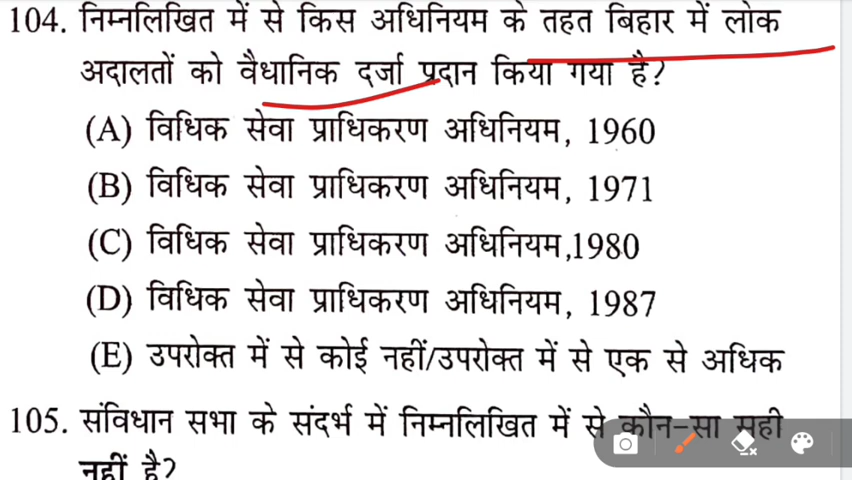 104. निम्नलिखित में से किस अधिनियम के तहत बिहार में लोक
अदालतों को वैधानिक दर्जा प्रदान किया गया है?
(A) विधिक सेवा प्राधिकरण अधिनियम, 1960
(B) विधिक सेवा प्राधिकरण अधिनियम, 1971
(C) विधिक सेवा प्राधिकरण अधिनियम,1980
(D) विधिक सेवा प्राधिकरण अधिनियम, 1987
(E) उपरोक्त में से कोई नहीं/उपरोक्त में से एक से अधिक
105. संविधान सभा के संदर्भ में निम्नलिखित में से कौन-सा सही
नहीं है?